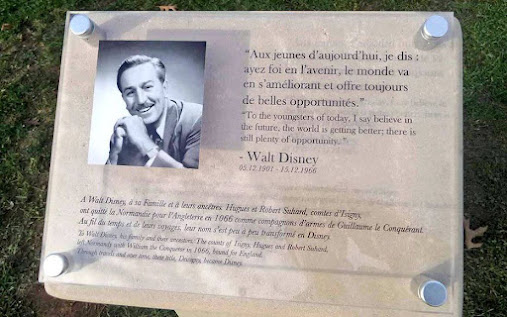 "Aux jeunes d'aujourd'hui, je dis :
ayez foi en l'avenir, le monde va
en s'améliorant et offre toujours
de belles opportunités."
"To the youngsters of today, I say believe in
the future, the world is getting better; there is
still plenty of opportunity."
- Walt Disney
05.12.1901 - 15.12.1966
A Walt Disney, à sa Famille et à leurs ancêtres. Hugues et Robert Suhard, comtes d'Isigny,
ont quitté la Normandie pour l'Angleterre en 1066 comme compagnons d'armes de Guillaume le Conquérant.
Au fil du temps et de leurs voyages, leur nom s'est peu à peu transformé en Disney.
To Walt Disney, his family and their ancestors. The counts of Isigny, Hugues and Robert Suhard,
left Normandy with William the Conqueror in 1066, bound for England.
Through travels and over time, their title, D'Isigny, became Disney.